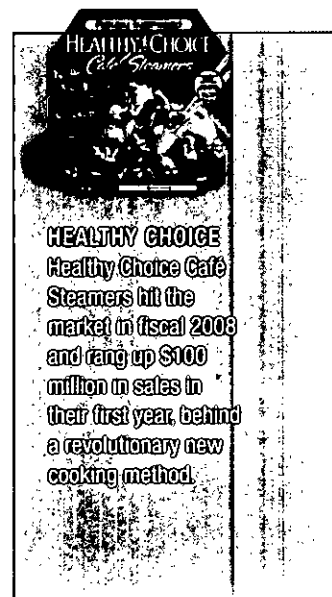 HEALTHY CHOICE
Café Steamers
HEALTHY CHOICE
Healthy Choice Café
Steamers hit the
market in fiscal 2008
and rang up $100
million in sales in
their first year, behind
a revolutionary new
cooking method.